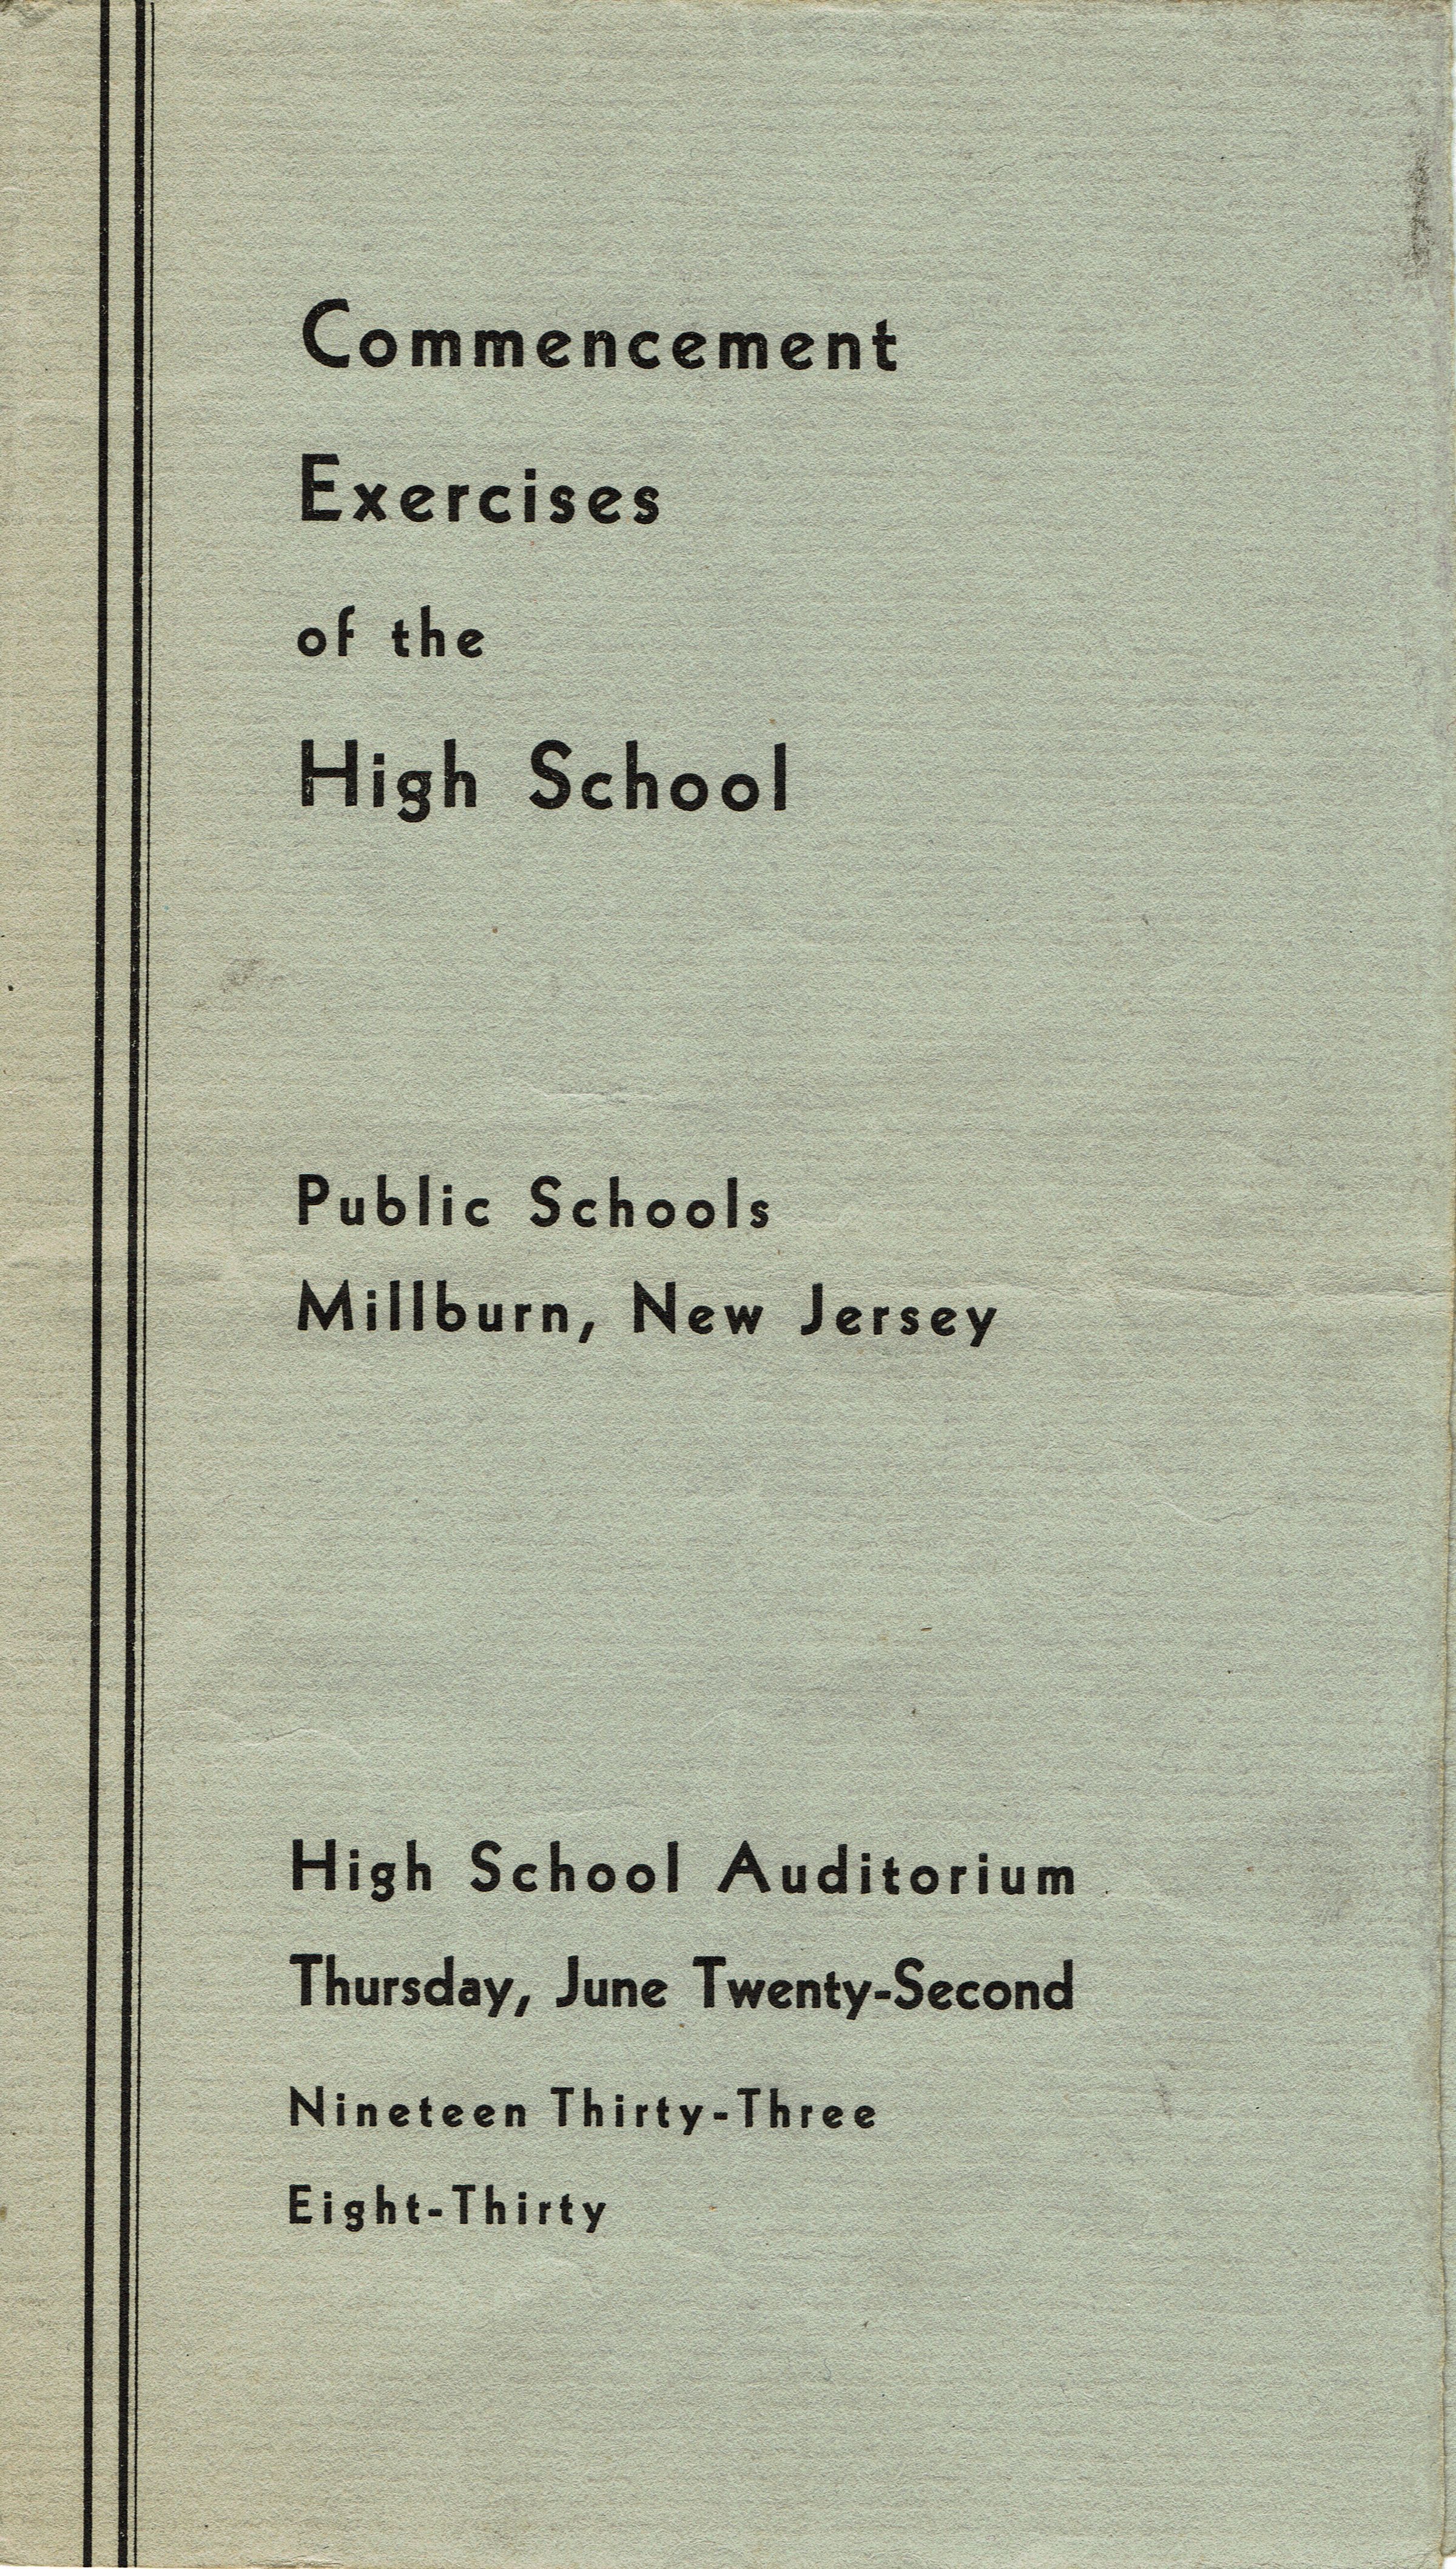 Commencement
Exercises
of the
High School
Public Schools
Millburn, New Jersey
High School Auditorium
Thursday, June Twenty-Second
Nineteen Thirty-Three
Eight-Thirty